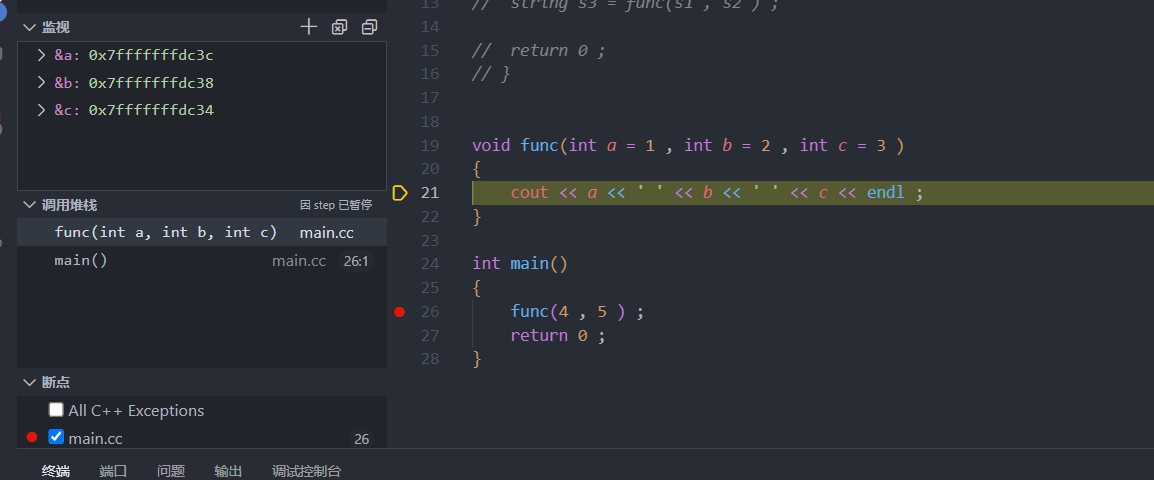 监视
&a: 0x7fffffffdc3c
&b: 0x7fffffffdc38
&c: 0x7fffffffdc34
调用堆栈
因 step 已暂停
func(int a, int b, int c) main.cc
main() main.cc 26:1
断点
All C++ Exceptions
main.cc 26
13 // string s3 = func(s1 , s2 ) ;
14
15 // return 0 ;
16 // }
17
18
19 void func(int a = 1 , int b = 2 , int c = 3 )
20 {
21 cout << a << ' ' << b << ' ' << c << endl ;
22 }
23
24 int main()
25 {
26 func(4 , 5 ) ;
27 return 0 ;
28 }
终端 端口 问题 输出 调试控制台